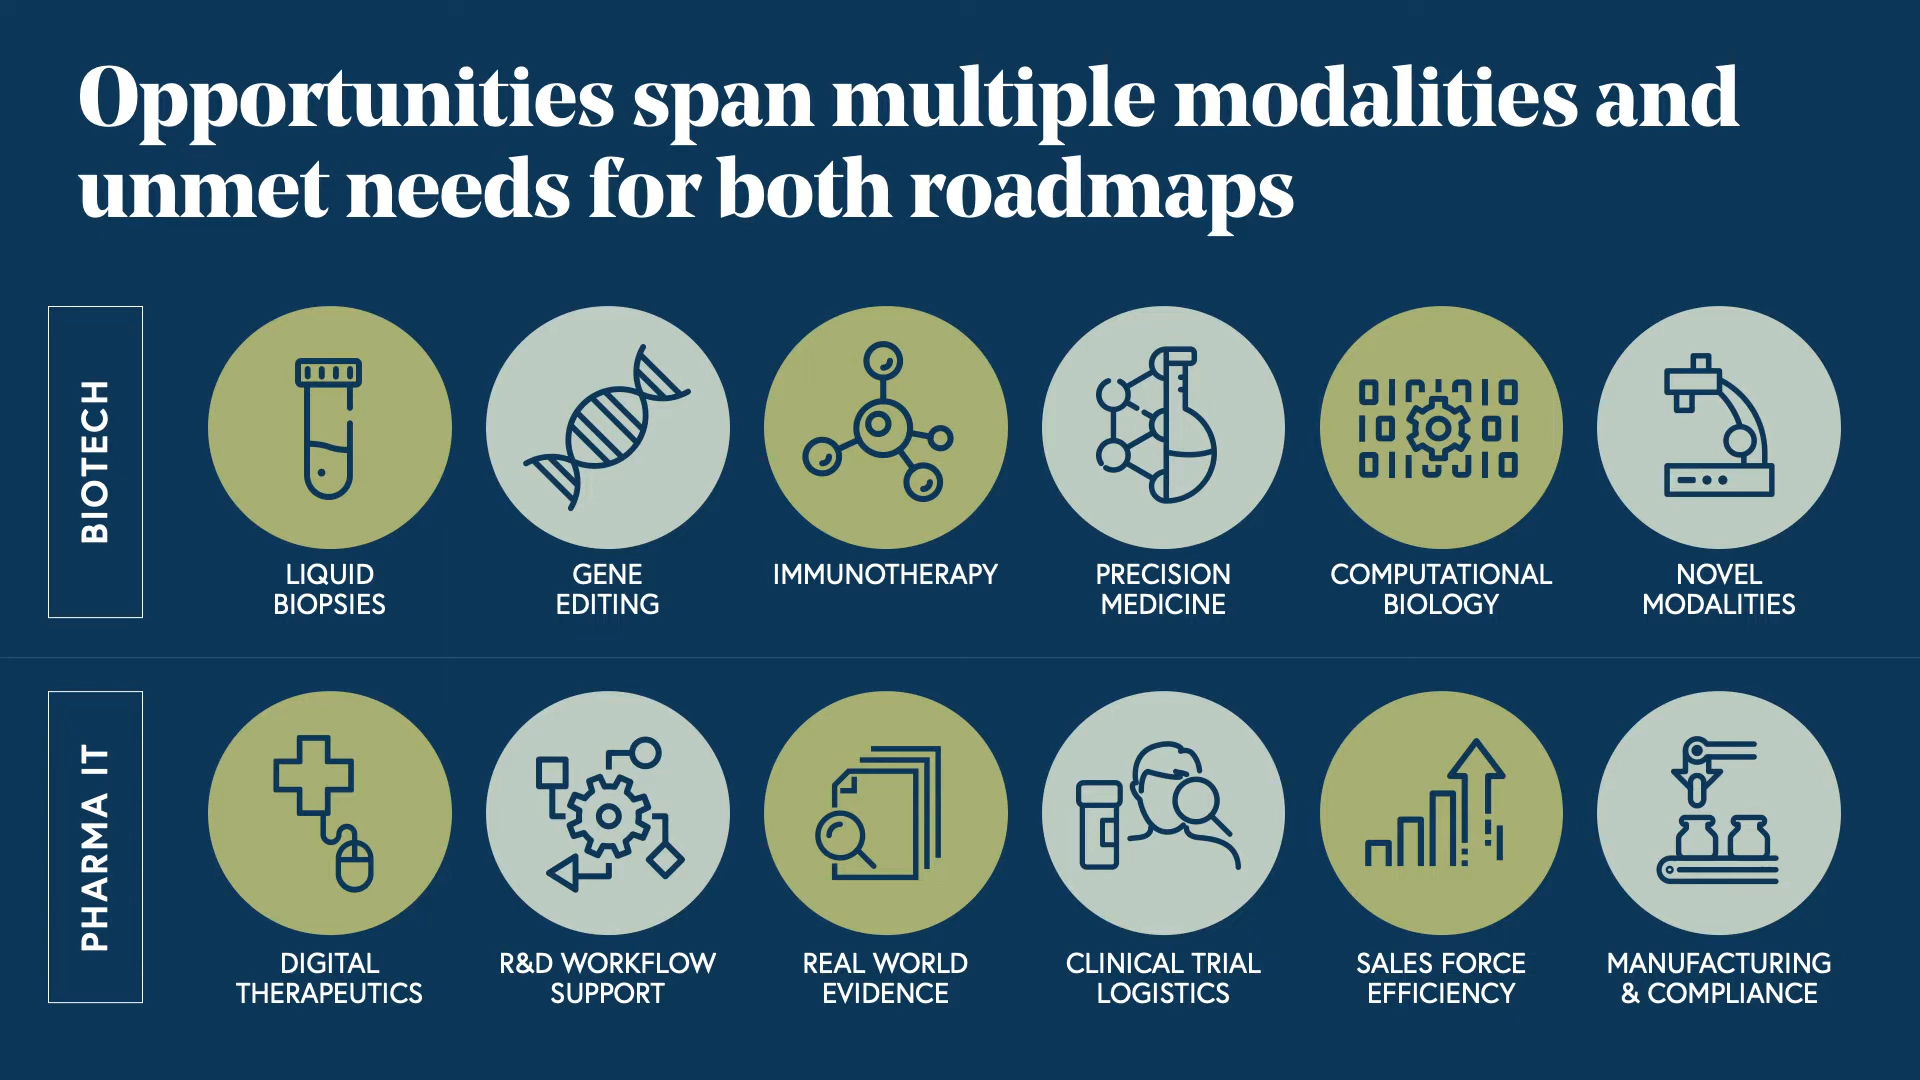 Opportunities span multiple modalities and
unmet needs for both roadmaps
BIOTECH
LIQUID
BIOPSIES
GENE
EDITING
IMMUNOTHERAPY
PRECISION
MEDICINE
COMPUTATIONAL
BIOLOGY
NOVEL
MODALITIES
PHARMA IT
DIGITAL
THERAPEUTICS
R&D WORKFLOW
SUPPORT
REAL WORLD
EVIDENCE
CLINICAL TRIAL
LOGISTICS
SALES FORCE
EFFICIENCY
MANUFACTURING
& COMPLIANCE